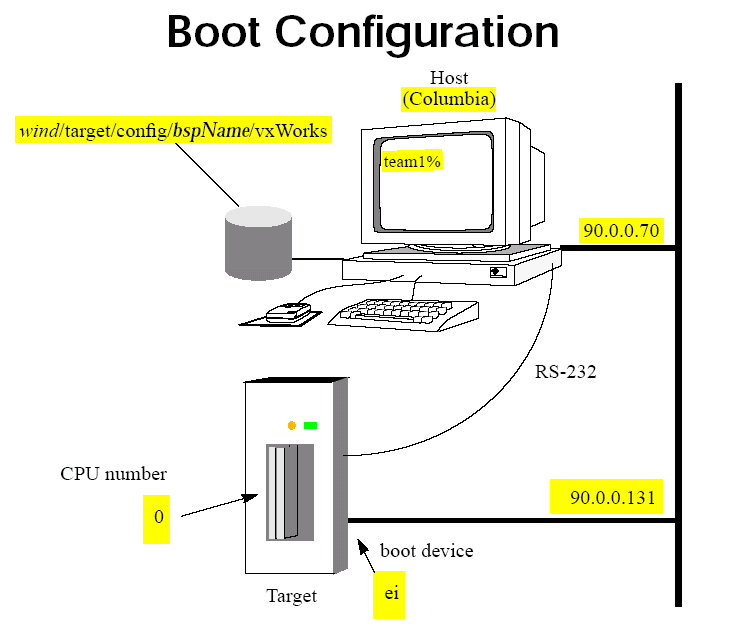 Boot Configuration
Host
(Columbia)
wind/target/config/bspName/vxWorks
team1%
90.0.0.70
RS-232
CPU number
0
90.0.0.131
boot device
ei
Target